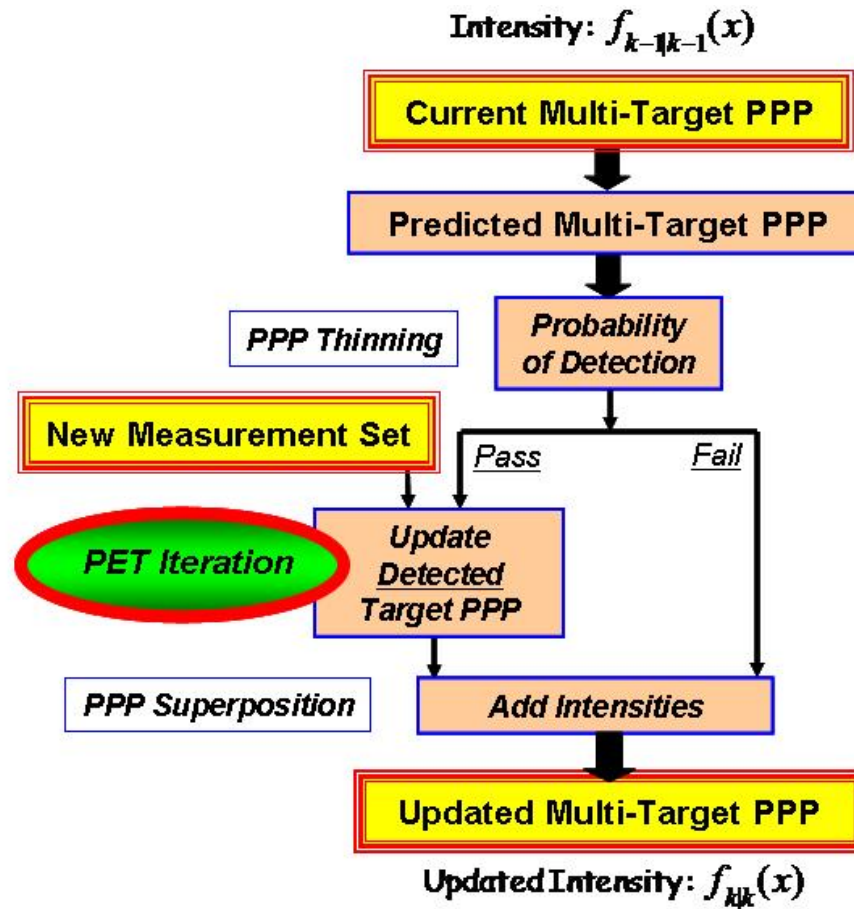 Intensity: f_{k-1|k-1}(x)
Current Multi-Target PPP
Predicted Multi-Target PPP
PPP Thinning
Probability
of Detection
New Measurement Set
Pass
Fail
PET Iteration
Update
Detected
Target PPP
PPP Superposition
Add Intensities
Updated Multi-Target PPP
Updated Intensity: f_{k|k}(x)